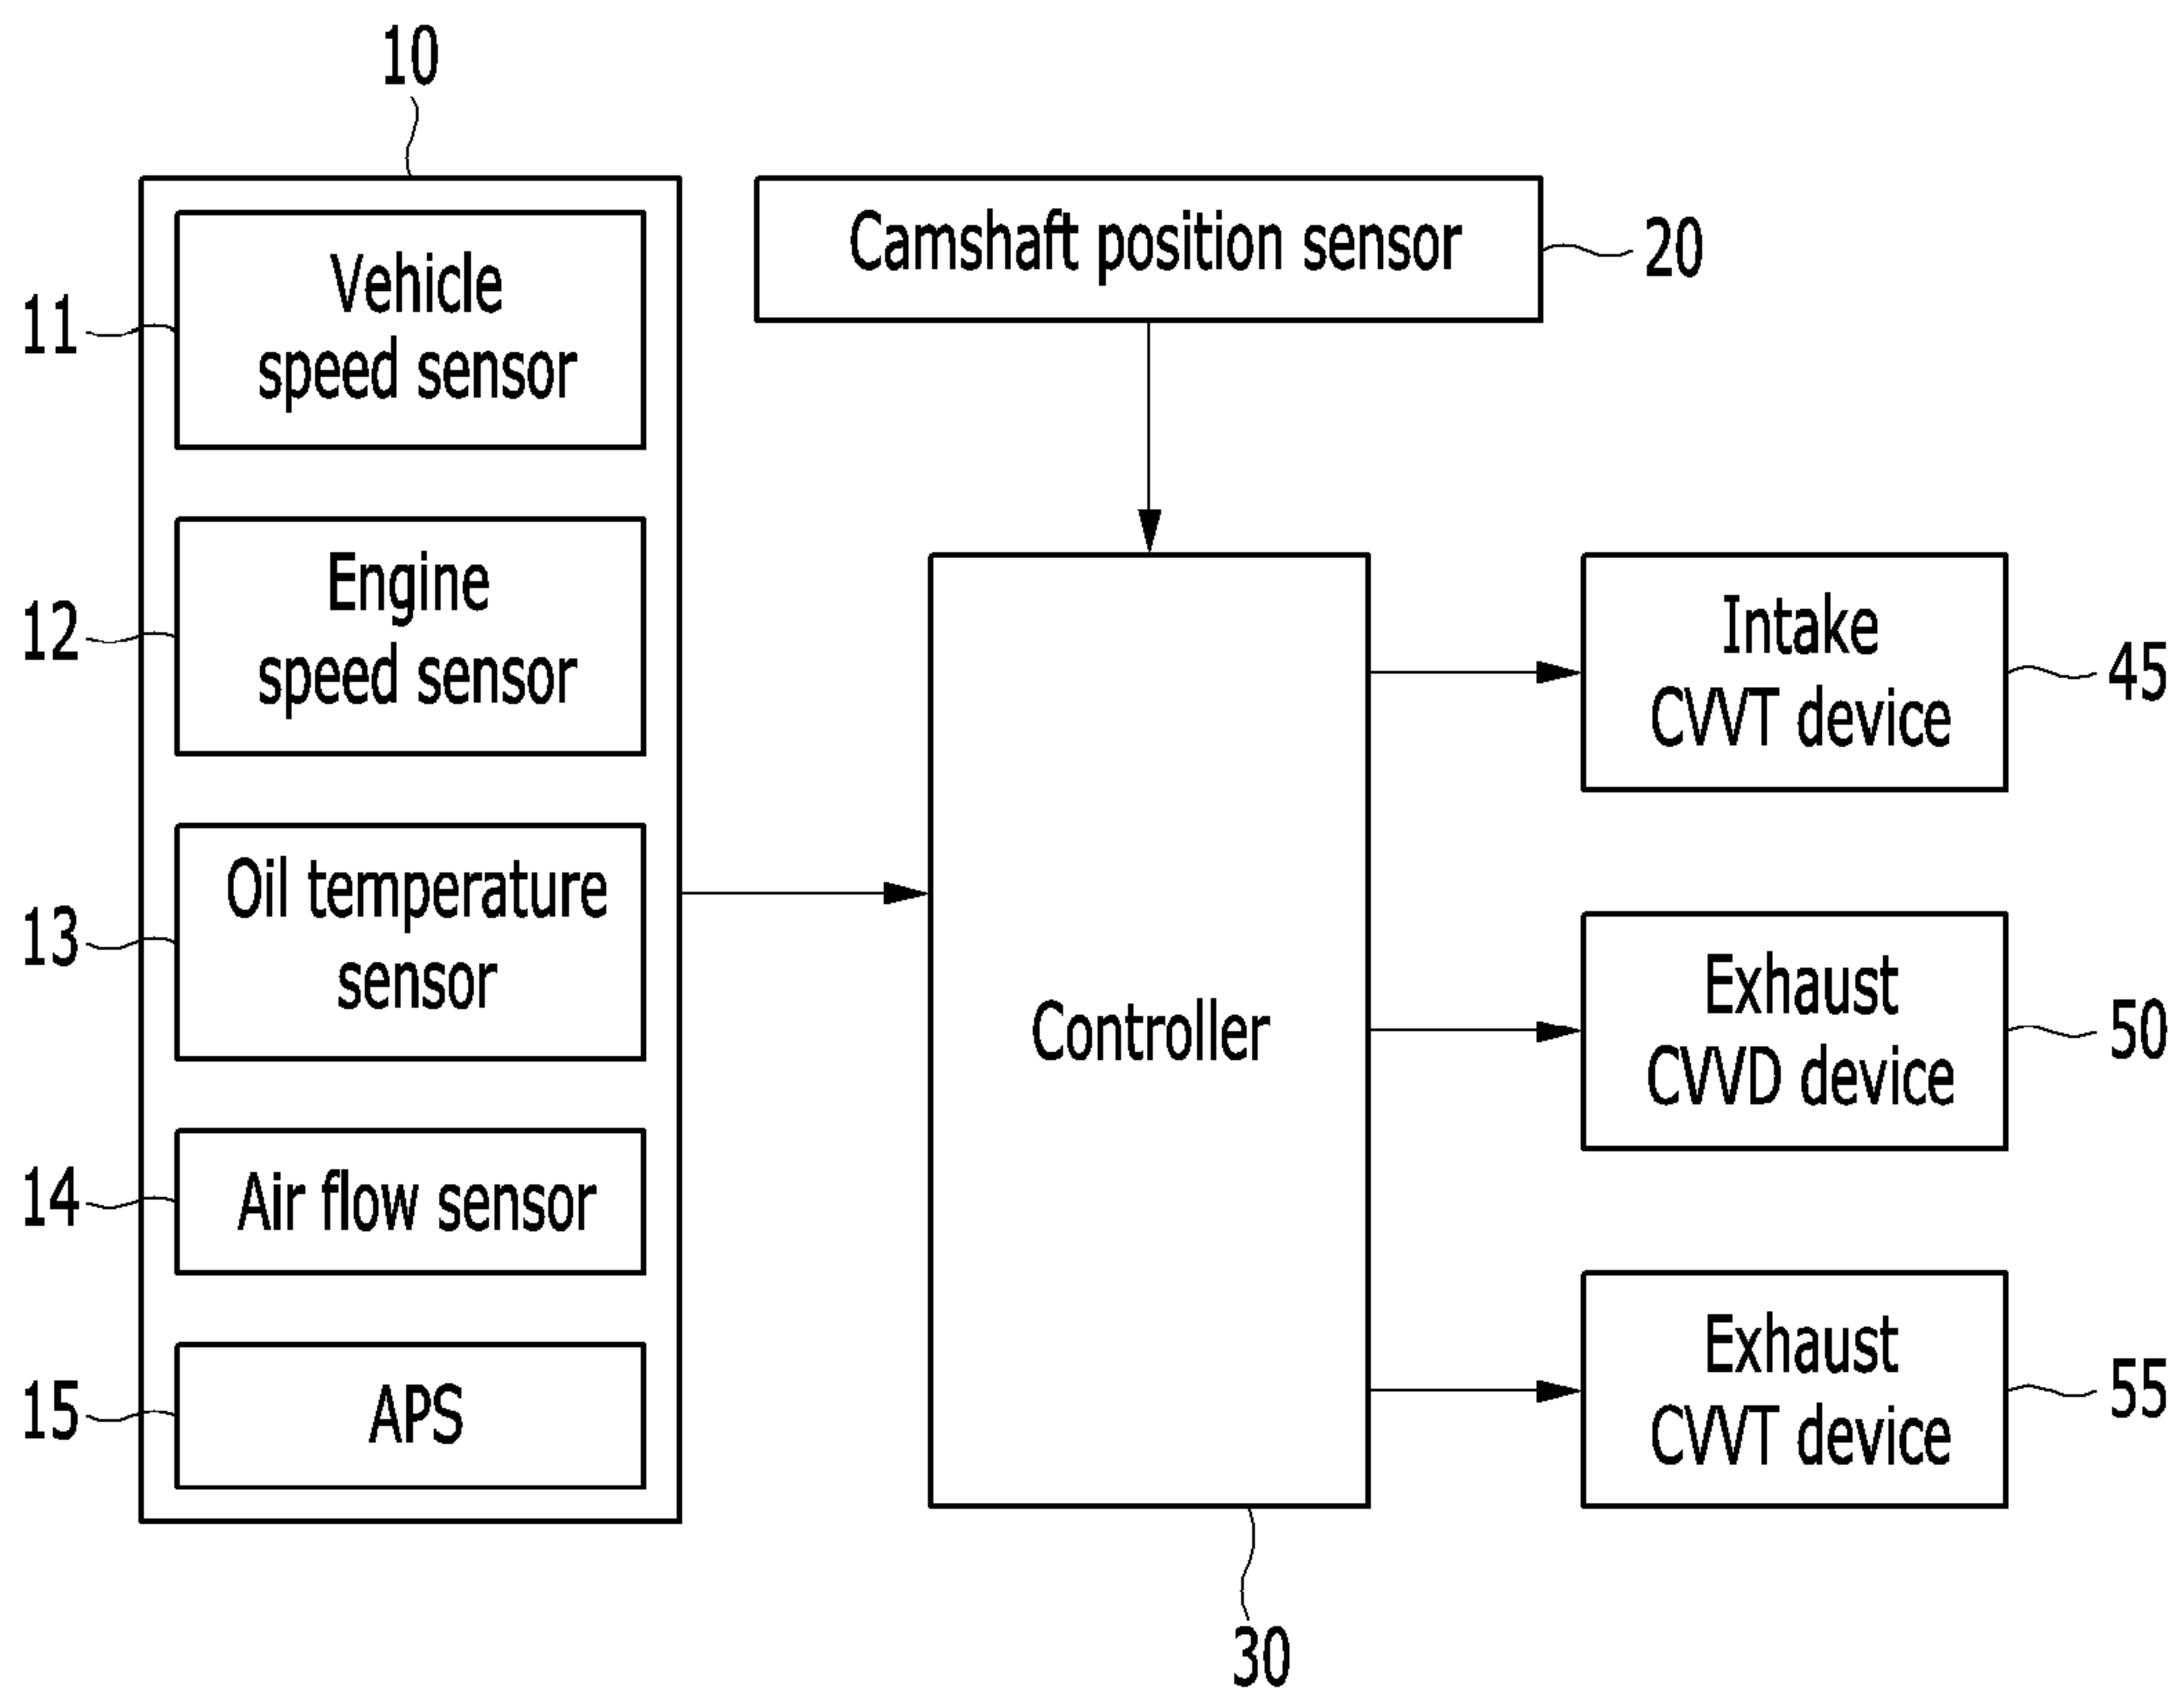 10
11
Vehicle
speed sensor
12
Engine
speed sensor
13
Oil temperature
sensor
14
Air flow sensor
15
APS
Camshaft position sensor
20
Controller
30
Intake
CVVT device
45
Exhaust
CVVD device
50
Exhaust
CVVT device
55